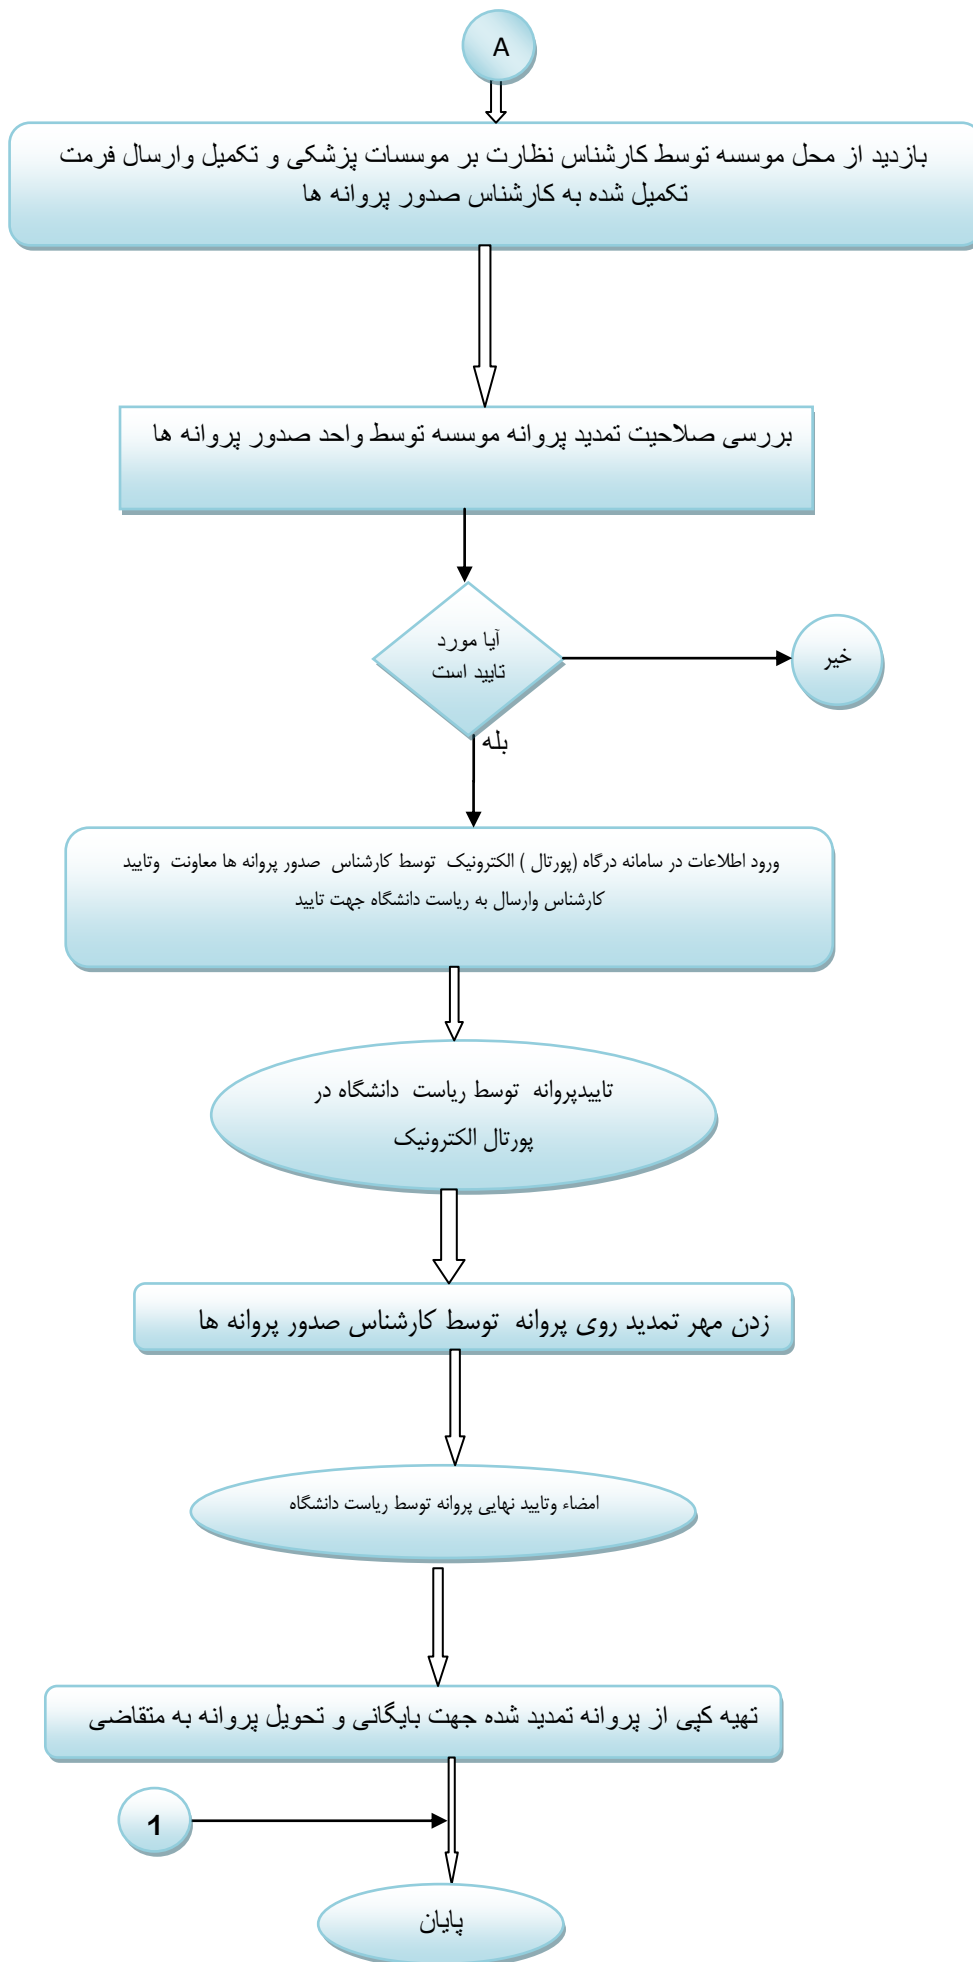 A
بازدید از محل موسسه توسط کارشناس نظارت بر موسسات پزشکی و تکمیل وارسال فرمت
تکمیل شده به کارشناس صدور پروانه ها
بررسی صلاحیت تمدید پروانه موسسه توسط واحد صدور پروانه ها
آیا مورد
تایید است
خیر
بله
ورود اطلاعات در سامانه درگاه (پورتال ) الکترونیک توسط کارشناس صدور پروانه ها معاونت وتایید
کارشناس وارسال به ریاست دانشگاه جهت تایید
تاییدپروانه توسط ریاست دانشگاه در
پورتال الکترونیک
زدن مهر تمدید روی پروانه توسط کارشناس صدور پروانه ها
امضاء وتایید نهایی پروانه توسط ریاست دانشگاه
تهیه کپی از پروانه تمدید شده جهت بایگانی و تحویل پروانه به متقاضی
1
پایان